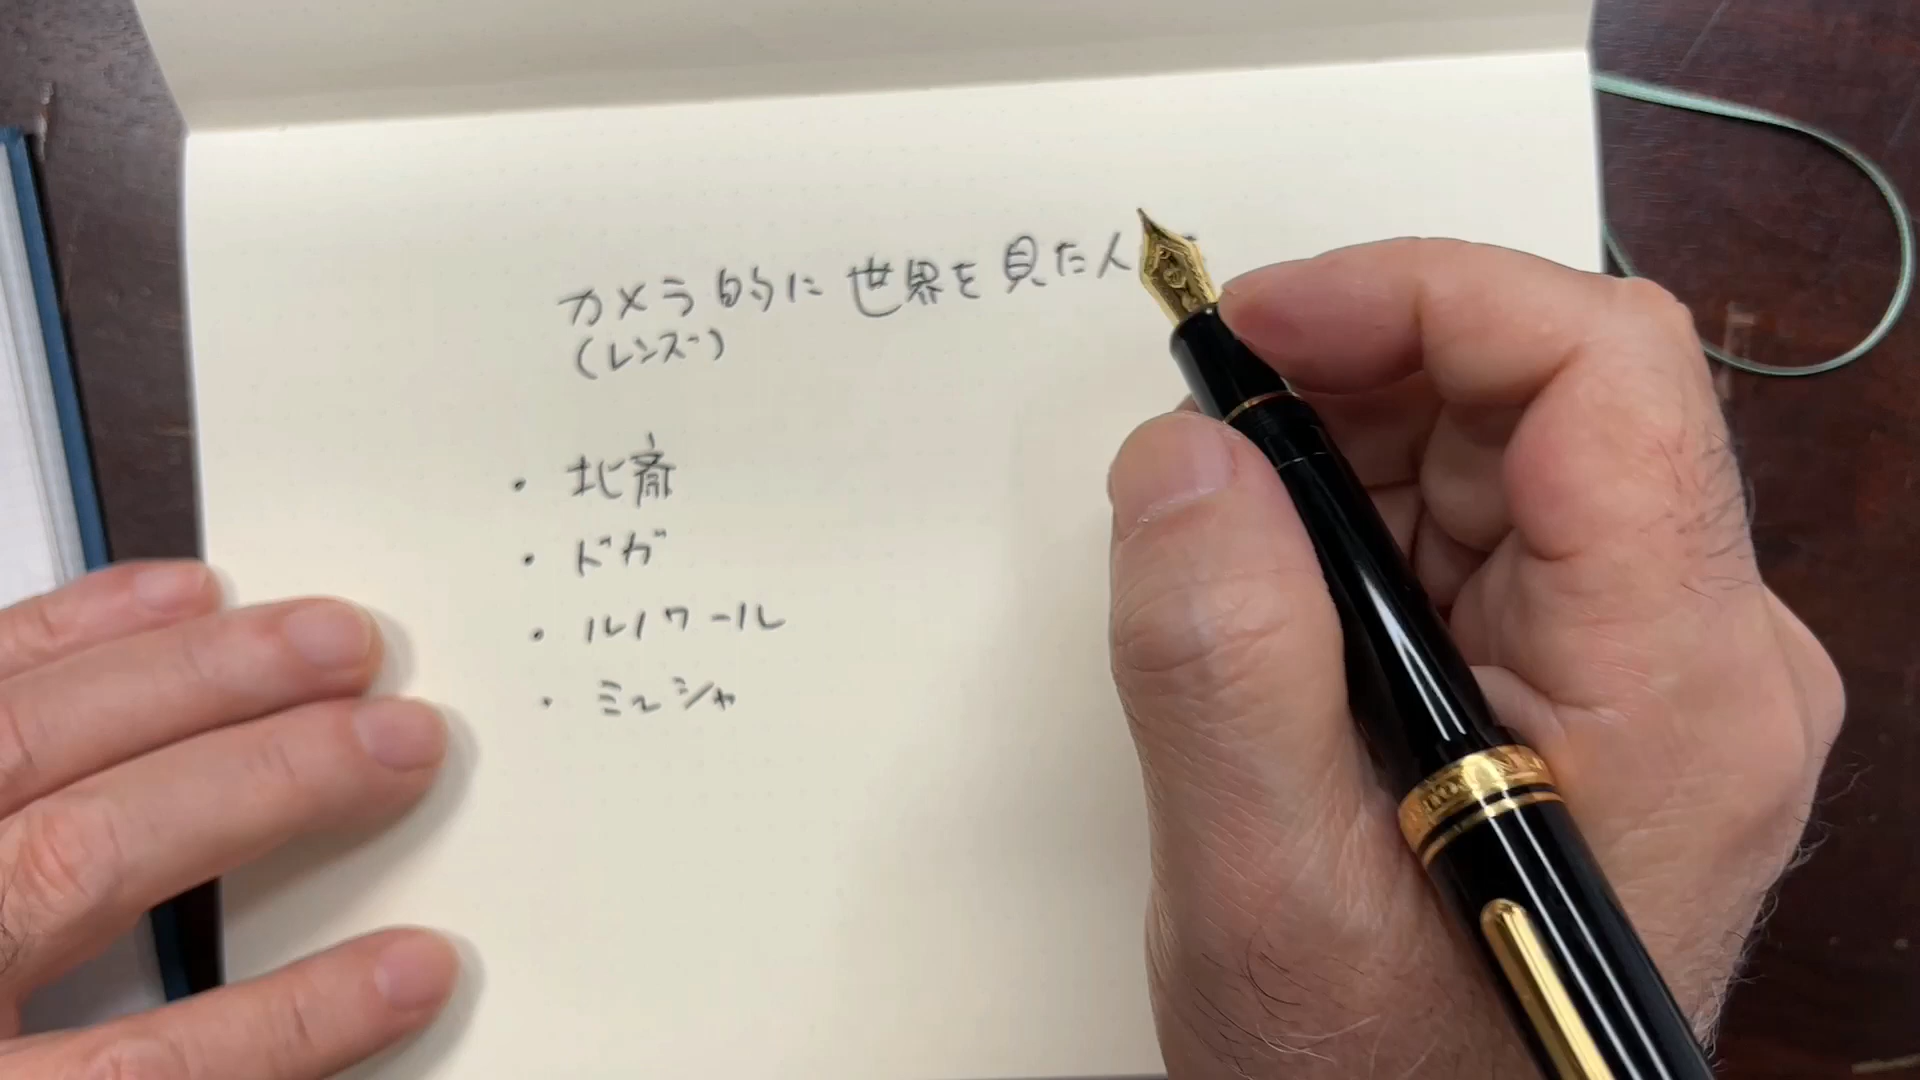 カメラ的に世界を見た人
(レンズ)
・北斎
・ドガ
・ルノワール
・ミュシャ